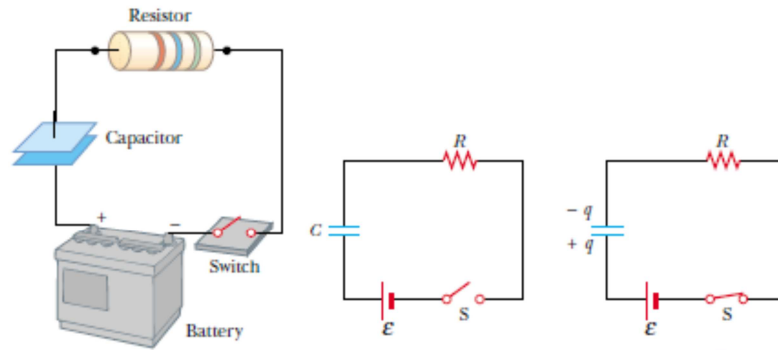 Resistor
Capacitor
+
−
Switch
Battery
R
C
ε
S
R
− q
+ q
ε
S